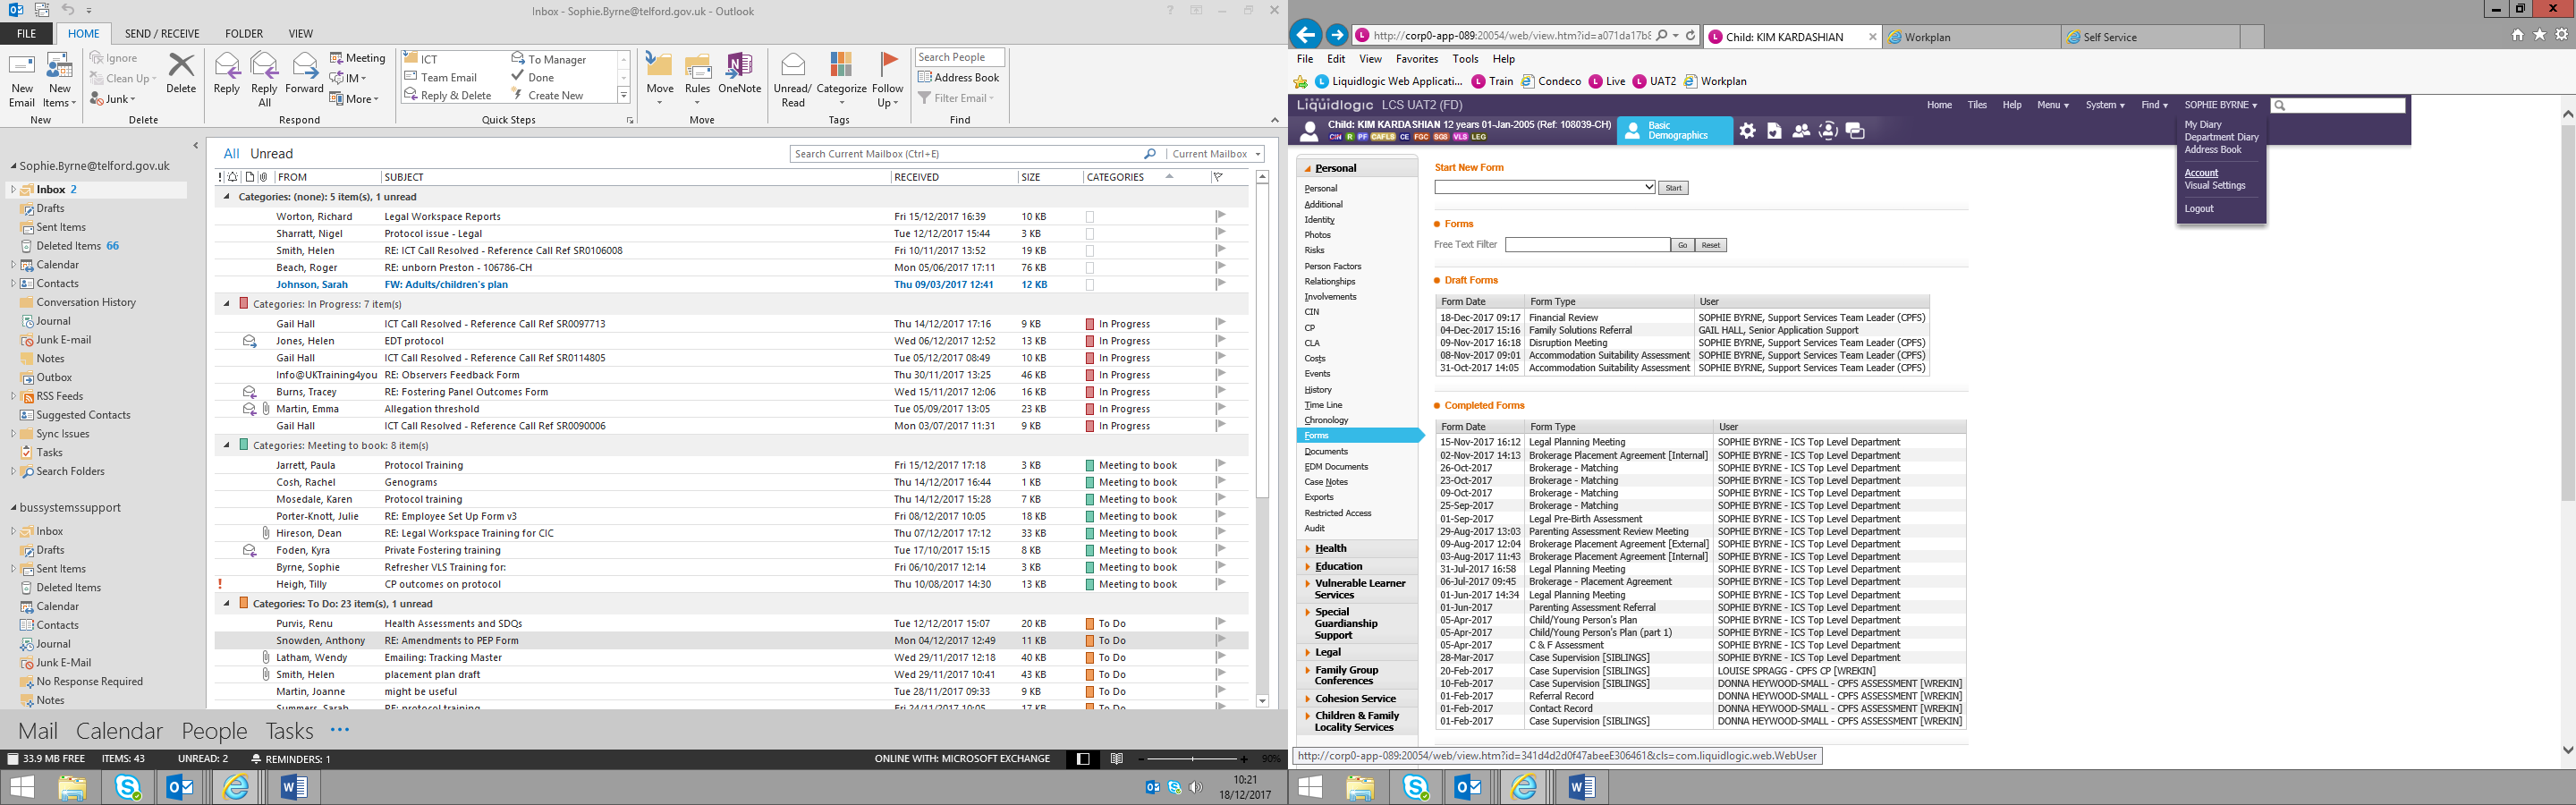 Inbox - Sophie.Byrne@telford.gov.uk - Outlook
FILE HOME SEND / RECEIVE FOLDER VIEW
New Email New Items
Ignore Clean Up Junk Delete
Reply Reply All Forward Meeting IM More
ICT To Manager
Team Email Done
Reply & Delete Create New
Move Rules OneNote
Unread/ Read Categorize Follow Up
Search People
Address Book
Filter Email
New Delete Respond Quick Steps Move Tags Find
Sophie.Byrne@telford.gov.uk
Inbox 2
Drafts
Sent Items
Deleted Items 66
Calendar
Contacts
Conversation History
Journal
Junk E-mail
Notes
Outbox
RSS Feeds
Suggested Contacts
Sync Issues
Tasks
Search Folders
bussystemssupport
Inbox
Drafts
Sent Items
Deleted Items
Calendar
Contacts
Journal
Junk E-Mail
No Response Required
Notes
All Unread
Search Current Mailbox (Ctrl+E) Current Mailbox
FROM SUBJECT RECEIVED SIZE CATEGORIES
Categories: (none): 5 item(s), 1 unread
Worton, Richard Legal Workspace Reports Fri 15/12/2017 16:39 10 KB
Sharratt, Nigel Protocol issue - Legal Tue 12/12/2017 15:44 3 KB
Smith, Helen RE: ICT Call Resolved - Reference Call Ref SR0106008 Fri 10/11/2017 13:52 19 KB
Beach, Roger RE: unborn Preston - 106786-CH Mon 05/06/2017 17:11 76 KB
Johnson, Sarah FW: Adults/children's plan Thu 09/03/2017 12:41 12 KB
Categories: In Progress: 7 item(s)
Gail Hall ICT Call Resolved - Reference Call Ref SR0097713 Thu 14/12/2017 17:16 9 KB In Progress
Jones, Helen EDT protocol Wed 06/12/2017 12:52 13 KB In Progress
Gail Hall ICT Call Resolved - Reference Call Ref SR0114805 Tue 05/12/2017 08:49 10 KB In Progress
Info@UKTraining4you RE: Observers Feedback Form Thu 30/11/2017 13:25 46 KB In Progress
Burns, Tracey RE: Fostering Panel Outcomes Form Wed 15/11/2017 12:06 16 KB In Progress
Martin, Emma Allegation threshold Tue 05/09/2017 13:05 23 KB In Progress
Gail Hall ICT Call Resolved - Reference Call Ref SR0090006 Mon 03/07/2017 11:31 9 KB In Progress
Categories: Meeting to book: 8 item(s)
Jarrett, Paula Protocol Training Fri 15/12/2017 17:18 3 KB Meeting to book
Cosh, Rachel Genograms Thu 14/12/2017 16:44 1 KB Meeting to book
Mosedale, Karen Protocol training Thu 14/12/2017 15:28 7 KB Meeting to book
Porter-Knott, Julie RE: Employee Set Up Form v3 Fri 08/12/2017 10:05 18 KB Meeting to book
Hireson, Dean RE: Legal Workspace Training for CIC Thu 07/12/2017 17:12 33 KB Meeting to book
Foden, Kyra Private Fostering training Tue 17/10/2017 15:15 8 KB Meeting to book
Byrne, Sophie Refresher VLS Training for: Fri 06/10/2017 12:14 3 KB Meeting to book
Heigh, Tilly CP outcomes on protocol Thu 10/08/2017 14:30 13 KB Meeting to book
Categories: To Do: 23 item(s), 1 unread
Purvis, Renu Health Assessments and SDQs Tue 12/12/2017 15:07 20 KB To Do
Snowden, Anthony RE: Amendments to PEP Form Mon 04/12/2017 12:49 11 KB To Do
Latham, Wendy Emailing: Tracking Master Wed 29/11/2017 12:18 40 KB To Do
Smith, Helen placement plan draft Wed 29/11/2017 10:41 43 KB To Do
Martin, Joanne might be useful Tue 28/11/2017 09:33 9 KB To Do
Summers, Sarah RE: protocol training Fri 24/11/2017 10:05 17 KB To Do
Mail Calendar People Tasks
33.9 MB FREE ITEMS: 43 UNREAD: 2 REMINDERS: 1 ONLINE WITH: MICROSOFT EXCHANGE 90%
10:21
18/12/2017
http://corp0-app-089:20054/web/view.htm?id=a071da17b8 Child: KIM KARDASHIAN Workplan Self Service
File Edit View Favorites Tools Help
Liquidlogic Web Applicati... Train Condeco Live UAT2 Workplan
Liquidlogic LCS UAT2 (FD) Home Tiles Help Menu System Find SOPHIE BYRNE
Child: KIM KARDASHIAN 12 years 01-Jan-2005 (Ref: 108039-CH)
CIN R PF CAFLS CE FGC SGS VLS LEG
Basic Demographics
My Diary
Department Diary
Address Book
Account
Visual Settings
Logout
Personal
Personal
Additional
Identity
Photos
Risks
Person Factors
Relationships
Involvements
CIN
CP
CLA
Costs
Events
History
Time Line
Chronology
Forms
Documents
EDM Documents
Case Notes
Exports
Restricted Access
Audit
Health
Education
Vulnerable Learner Services
Special Guardianship Support
Legal
Family Group Conferences
Cohesion Service
Children & Family Locality Services
Start New Form
Start
Forms
Free Text Filter Go Reset
Draft Forms
Form Date Form Type User
18-Dec-2017 09:17 Financial Review SOPHIE BYRNE, Support Services Team Leader (CPFS)
04-Dec-2017 15:16 Family Solutions Referral GAIL HALL, Senior Application Support
09-Nov-2017 16:18 Disruption Meeting SOPHIE BYRNE, Support Services Team Leader (CPFS)
08-Nov-2017 09:01 Accommodation Suitability Assessment SOPHIE BYRNE, Support Services Team Leader (CPFS)
31-Oct-2017 14:05 Accommodation Suitability Assessment SOPHIE BYRNE, Support Services Team Leader (CPFS)
Completed Forms
Form Date Form Type User
15-Nov-2017 16:12 Legal Planning Meeting SOPHIE BYRNE - ICS Top Level Department
02-Nov-2017 14:13 Brokerage Placement Agreement [Internal] SOPHIE BYRNE - ICS Top Level Department
26-Oct-2017 Brokerage - Matching SOPHIE BYRNE - ICS Top Level Department
23-Oct-2017 Brokerage - Matching SOPHIE BYRNE - ICS Top Level Department
09-Oct-2017 Brokerage - Matching SOPHIE BYRNE - ICS Top Level Department
25-Sep-2017 Brokerage - Matching SOPHIE BYRNE - ICS Top Level Department
01-Sep-2017 Legal Pre-Birth Assessment SOPHIE BYRNE - ICS Top Level Department
29-Aug-2017 13:03 Parenting Assessment Review Meeting SOPHIE BYRNE - ICS Top Level Department
09-Aug-2017 12:04 Brokerage Placement Agreement [External] SOPHIE BYRNE - ICS Top Level Department
03-Aug-2017 11:43 Brokerage Placement Agreement [Internal] SOPHIE BYRNE - ICS Top Level Department
31-Jul-2017 16:58 Legal Planning Meeting SOPHIE BYRNE - ICS Top Level Department
06-Jul-2017 09:45 Brokerage - Placement Agreement SOPHIE BYRNE - ICS Top Level Department
01-Jun-2017 14:34 Legal Planning Meeting SOPHIE BYRNE - ICS Top Level Department
01-Jun-2017 Parenting Assessment Referral SOPHIE BYRNE - ICS Top Level Department
05-Apr-2017 Child/Young Person's Plan SOPHIE BYRNE - ICS Top Level Department
05-Apr-2017 Child/Young Person's Plan (part 1) SOPHIE BYRNE - ICS Top Level Department
05-Apr-2017 C & F Assessment SOPHIE BYRNE - ICS Top Level Department
28-Mar-2017 Case Supervision [SIBLINGS] SOPHIE BYRNE - ICS Top Level Department
20-Feb-2017 Case Supervision [SIBLINGS] LOUISE SPRAGG - CPFS CP [WREKIN]
10-Feb-2017 Case Supervision [SIBLINGS] DONNA HEYWOOD-SMALL - CPFS ASSESSMENT [WREKIN]
01-Feb-2017 Referral Record DONNA HEYWOOD-SMALL - CPFS ASSESSMENT [WREKIN]
01-Feb-2017 Contact Record DONNA HEYWOOD-SMALL - CPFS ASSESSMENT [WREKIN]
01-Feb-2017 Case Supervision [SIBLINGS] DONNA HEYWOOD-SMALL - CPFS ASSESSMENT [WREKIN]
http://corp0-app-089:20054/web/view.htm?id=341d4d2d0f47abeeE306461&cls=com.liquidlogic.web.WebUser